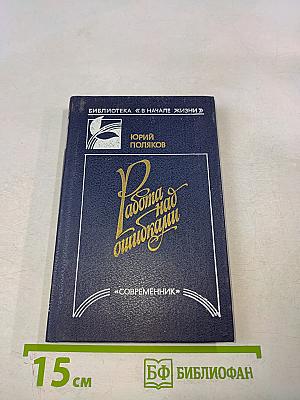 БИБЛИОТЕКА «В НАЧАЛЕ ЖИЗНИ»
ЮРИЙ
ПОЛЯКОВ
Работа
над
ошибками
«СОВРЕМЕННИК»
15 см
БФ БИБЛИОФАН